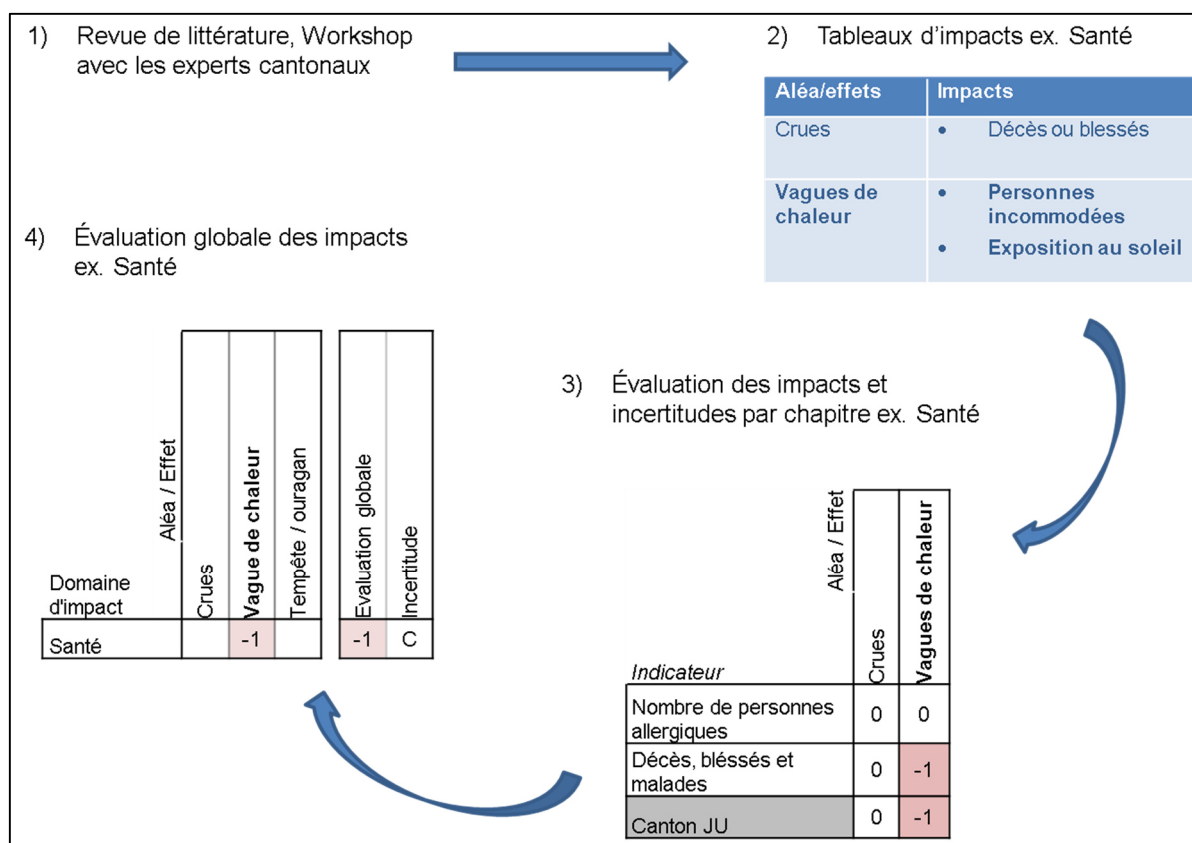 1) Revue de littérature, Workshop
avec les experts cantonaux
2) Tableaux d'impacts ex. Santé
Aléa/effets Impacts
Crues • Décès ou blessés
Vagues de • Personnes
chaleur incommodées
• Exposition au soleil
3) Évaluation des impacts et
incertitudes par chapitre ex. Santé
Aléa / Effet
Indicateur Crues Vagues de chaleur
Nombre de personnes
allergiques 0 0
Décès, bléssés et
malades 0 -1
Canton JU 0 -1
4) Évaluation globale des impacts
ex. Santé
Aléa / Effet
Domaine
d'impact Crues Vague de chaleur Tempête / ouragan Evaluation globale Incertitude
Santé -1 -1 C